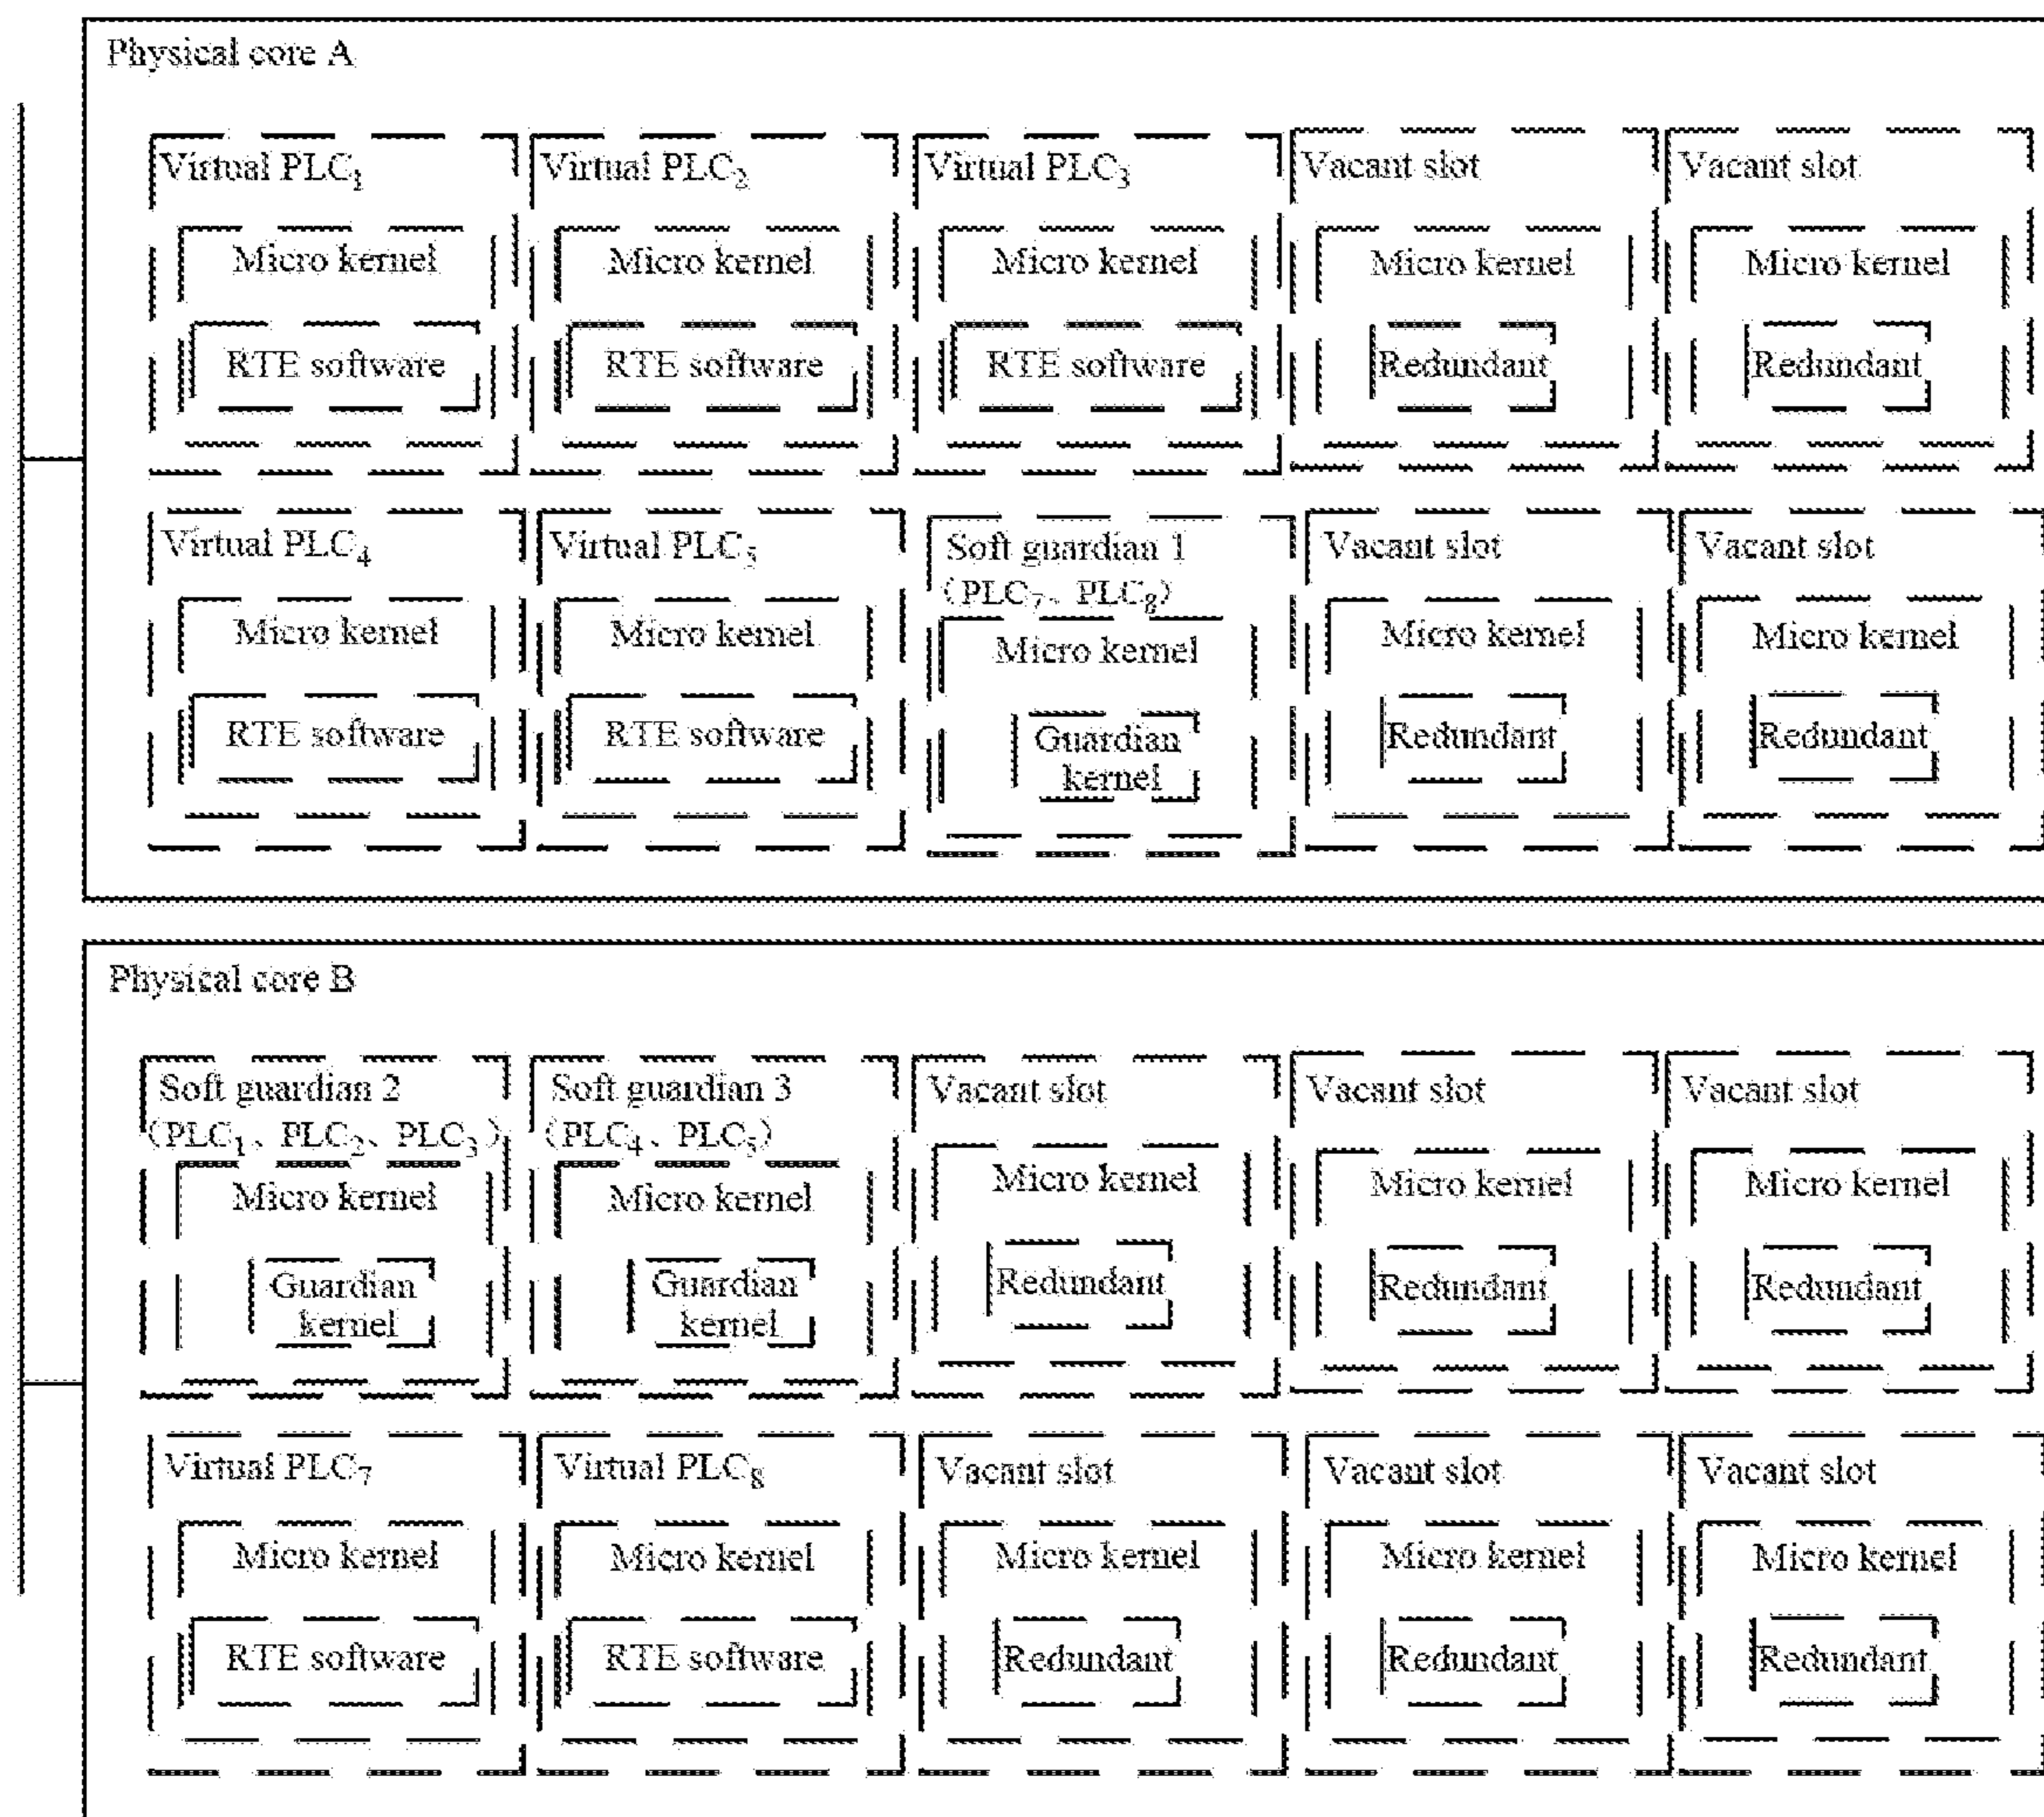 Physical core A
Virtual PLC₁
Virtual PLC₂
Virtual PLC₃
Vacant slot
Vacant slot
Micro kernel
Micro kernel
Micro kernel
Micro kernel
Micro kernel
RTE software
RTE software
RTE software
Redundant
Redundant
Virtual PLC₄
Virtual PLC₅
Soft guardian 1
（PLC₇、PLC₈）
Vacant slot
Vacant slot
Micro kernel
Micro kernel
Micro kernel
Micro kernel
Micro kernel
RTE software
RTE software
Guardian
kernel
Redundant
Redundant
Physical core B
Soft guardian 2
（PLC₁、PLC₂、PLC₃）
Soft guardian 3
（PLC₄、PLC₅）
Vacant slot
Vacant slot
Vacant slot
Micro kernel
Micro kernel
Micro kernel
Micro kernel
Micro kernel
Guardian
kernel
Guardian
kernel
Redundant
Redundant
Redundant
Virtual PLC₇
Virtual PLC₈
Vacant slot
Vacant slot
Vacant slot
Micro kernel
Micro kernel
Micro kernel
Micro kernel
Micro kernel
RTE software
RTE software
Redundant
Redundant
Redundant